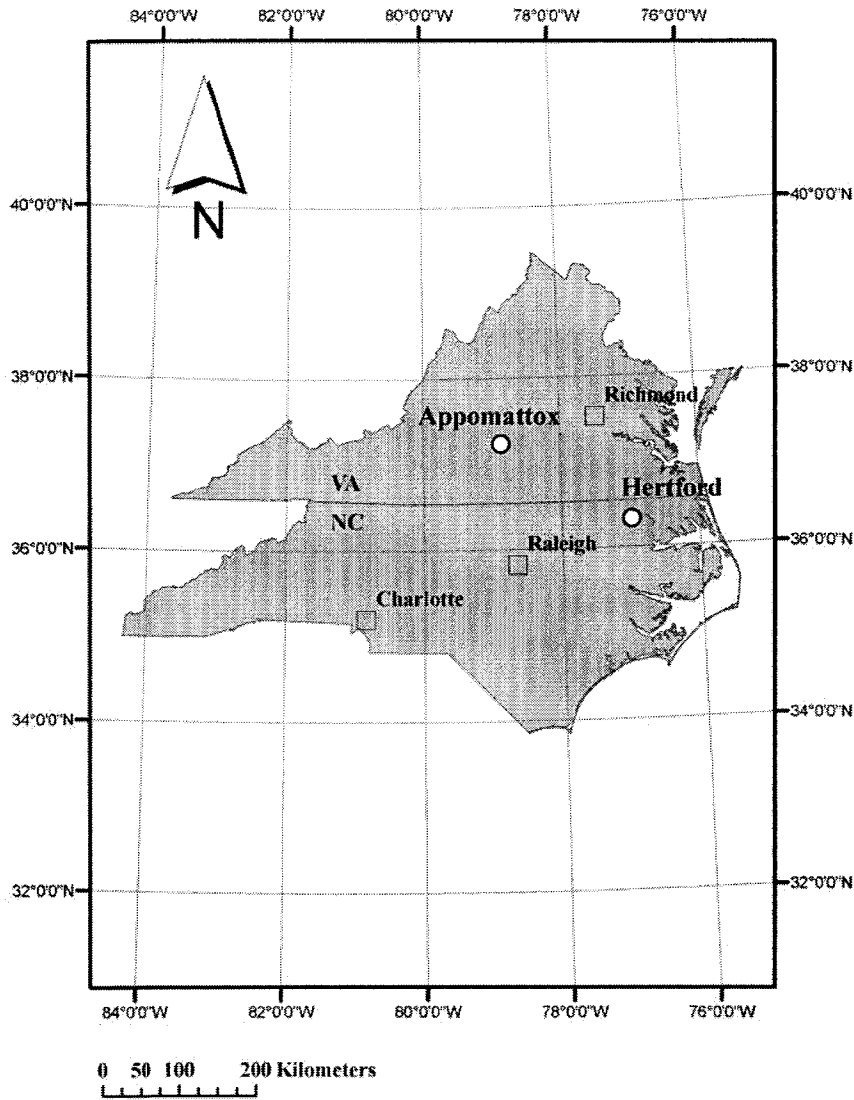 84°0'0"W 82°0'0"W 80°0'0"W 78°0'0"W 76°0'0"W
N
40°0'0"N 40°0'0"N
38°0'0"N 38°0'0"N
Richmond
Appomattox
VA
Hertford
NC
36°0'0"N 36°0'0"N
Raleigh
Charlotte
34°0'0"N 34°0'0"N
32°0'0"N 32°0'0"N
84°0'0"W 82°0'0"W 80°0'0"W 78°0'0"W 76°0'0"W
0 50 100 200 Kilometers